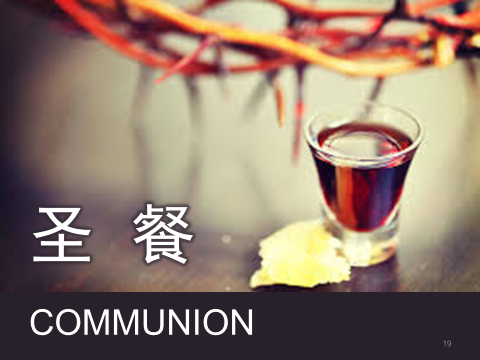 圣 餐
COMMUNION
19